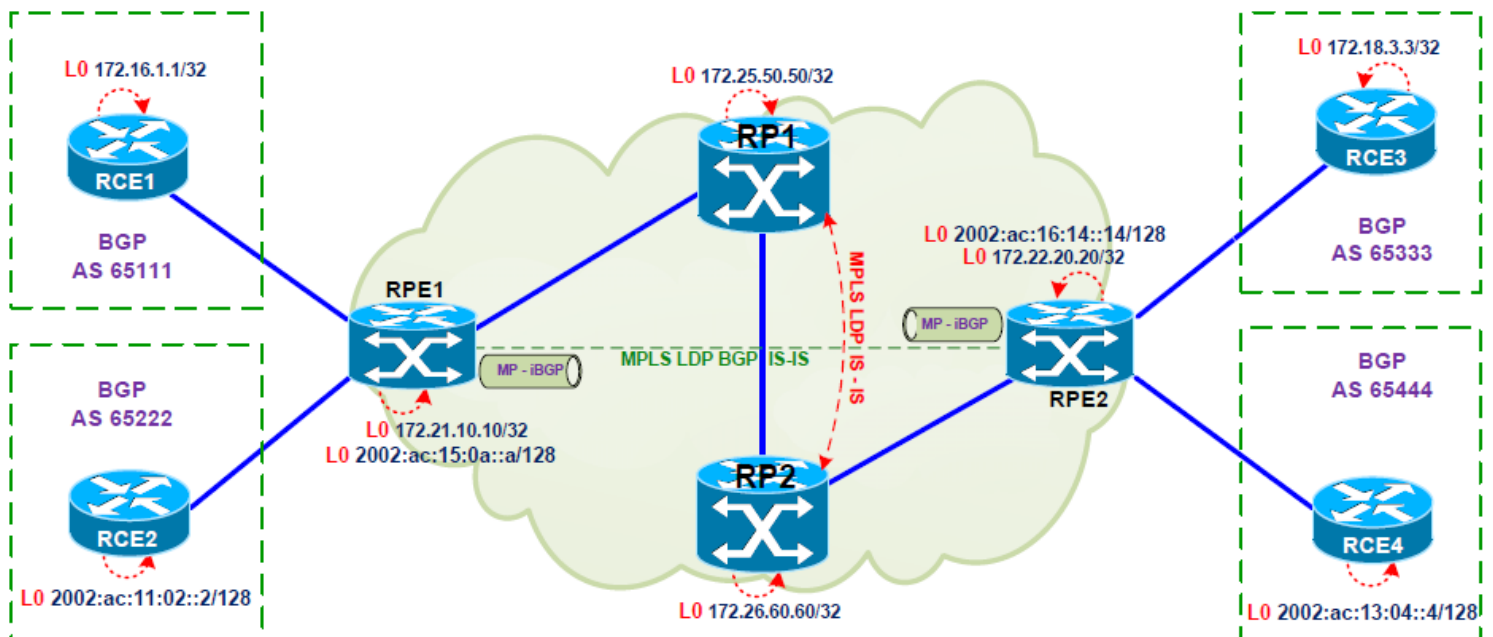 L0 172.16.1.1/32
RCE1
BGP
AS 65111
BGP
AS 65222
RCE2
L0 2002:ac:11:02::2/128
RPE1
MP - iBGP
L0 172.21.10.10/32
L0 2002:ac:15:0a::a/128
L0 172.25.50.50/32
RP1
MPLS LDP IS - IS
MPLS LDP BGP IS-IS
RP2
L0 172.26.60.60/32
L0 2002:ac:16:14::14/128
L0 172.22.20.20/32
MP - iBGP
RPE2
L0 172.18.3.3/32
RCE3
BGP
AS 65333
BGP
AS 65444
RCE4
L0 2002:ac:13:04::4/128